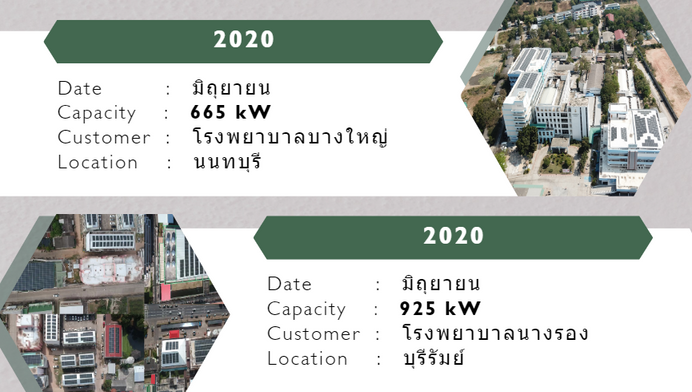 2020
Date : มิถุยายน
Capacity : 665 kW
Customer : โรงพยาบาลบางใหญ่
Location : นนทบุรี
2020
Date : มิถุยายน
Capacity : 925 kW
Customer : โรงพยาบาลนางรอง
Location : บุรีรัมย์